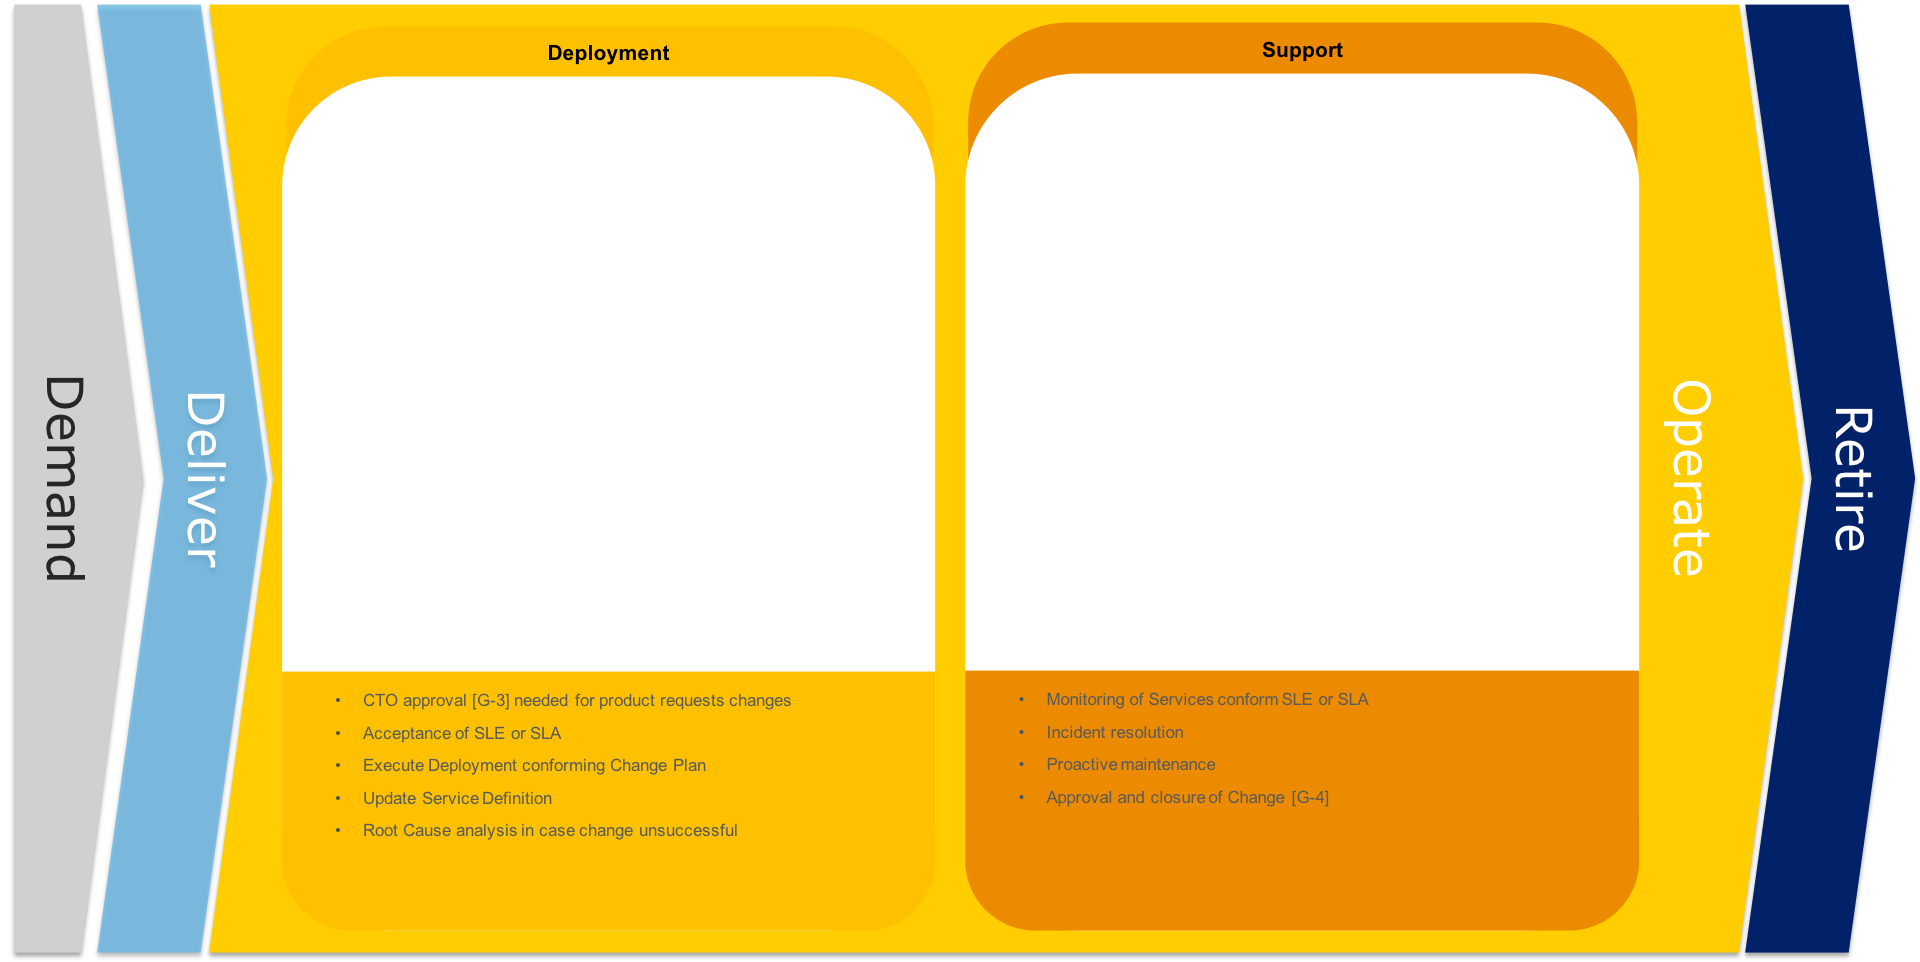 Demand
Deliver
Deployment
• CTO approval [G-3] needed for product requests changes
• Acceptance of SLE or SLA
• Execute Deployment conforming Change Plan
• Update Service Definition
• Root Cause analysis in case change unsuccessful
Support
• Monitoring of Services conform SLE or SLA
• Incident resolution
• Proactive maintenance
• Approval and closure of Change [G-4]
Operate
Retire